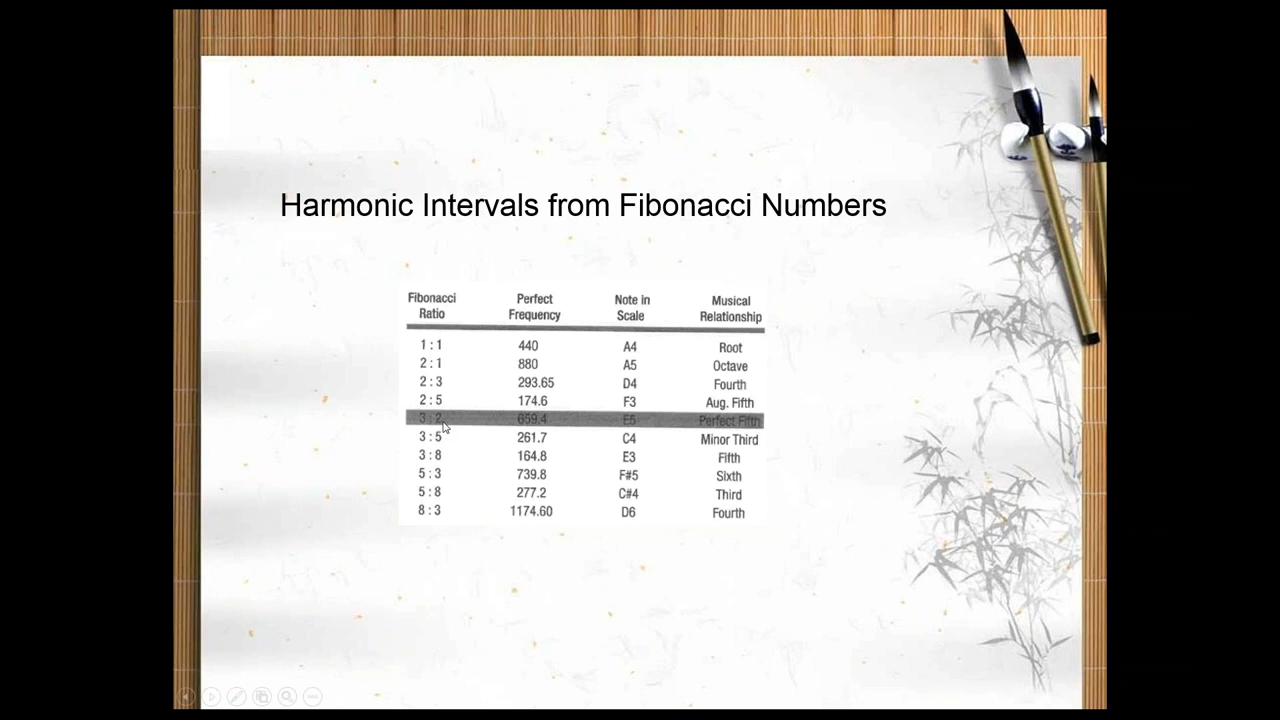 Harmonic Intervals from Fibonacci Numbers
Fibonacci Ratio Perfect Frequency Note in Scale Musical Relationship
1 : 1 440 A4 Root
2 : 1 880 A5 Octave
2 : 3 293.65 D4 Fourth
2 : 5 174.6 F3 Aug. Fifth
3 : 2 659.4 E5 Perfect Fifth
3 : 5 261.7 C4 Minor Third
3 : 8 164.8 E3 Fifth
5 : 3 739.8 F#5 Sixth
5 : 8 277.2 C#4 Third
8 : 3 1174.60 D6 Fourth